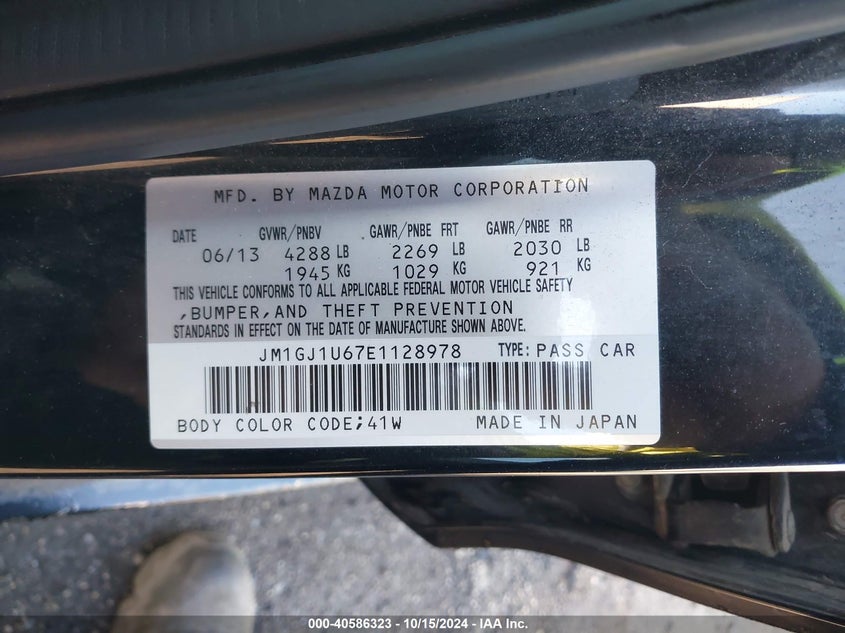 MFD. BY MAZDA MOTOR CORPORATION
DATE GVWR/PNBV GAWR/PNBE FRT GAWR/PNBE RR
06/13 4288 LB 2269 LB 2030 LB
1945 KG 1029 KG 921 KG
THIS VEHICLE CONFORMS TO ALL APPLICABLE FEDERAL MOTOR VEHICLE SAFETY
,BUMPER,AND THEFT PREVENTION
STANDARDS IN EFFECT ON THE DATE OF MANUFACTURE SHOWN ABOVE.
JM1GJ1U67E1128978 TYPE: PASS CAR
BODY COLOR CODE;41W MADE IN JAPAN
000-40586323 - 10/15/2024 - IAA Inc.